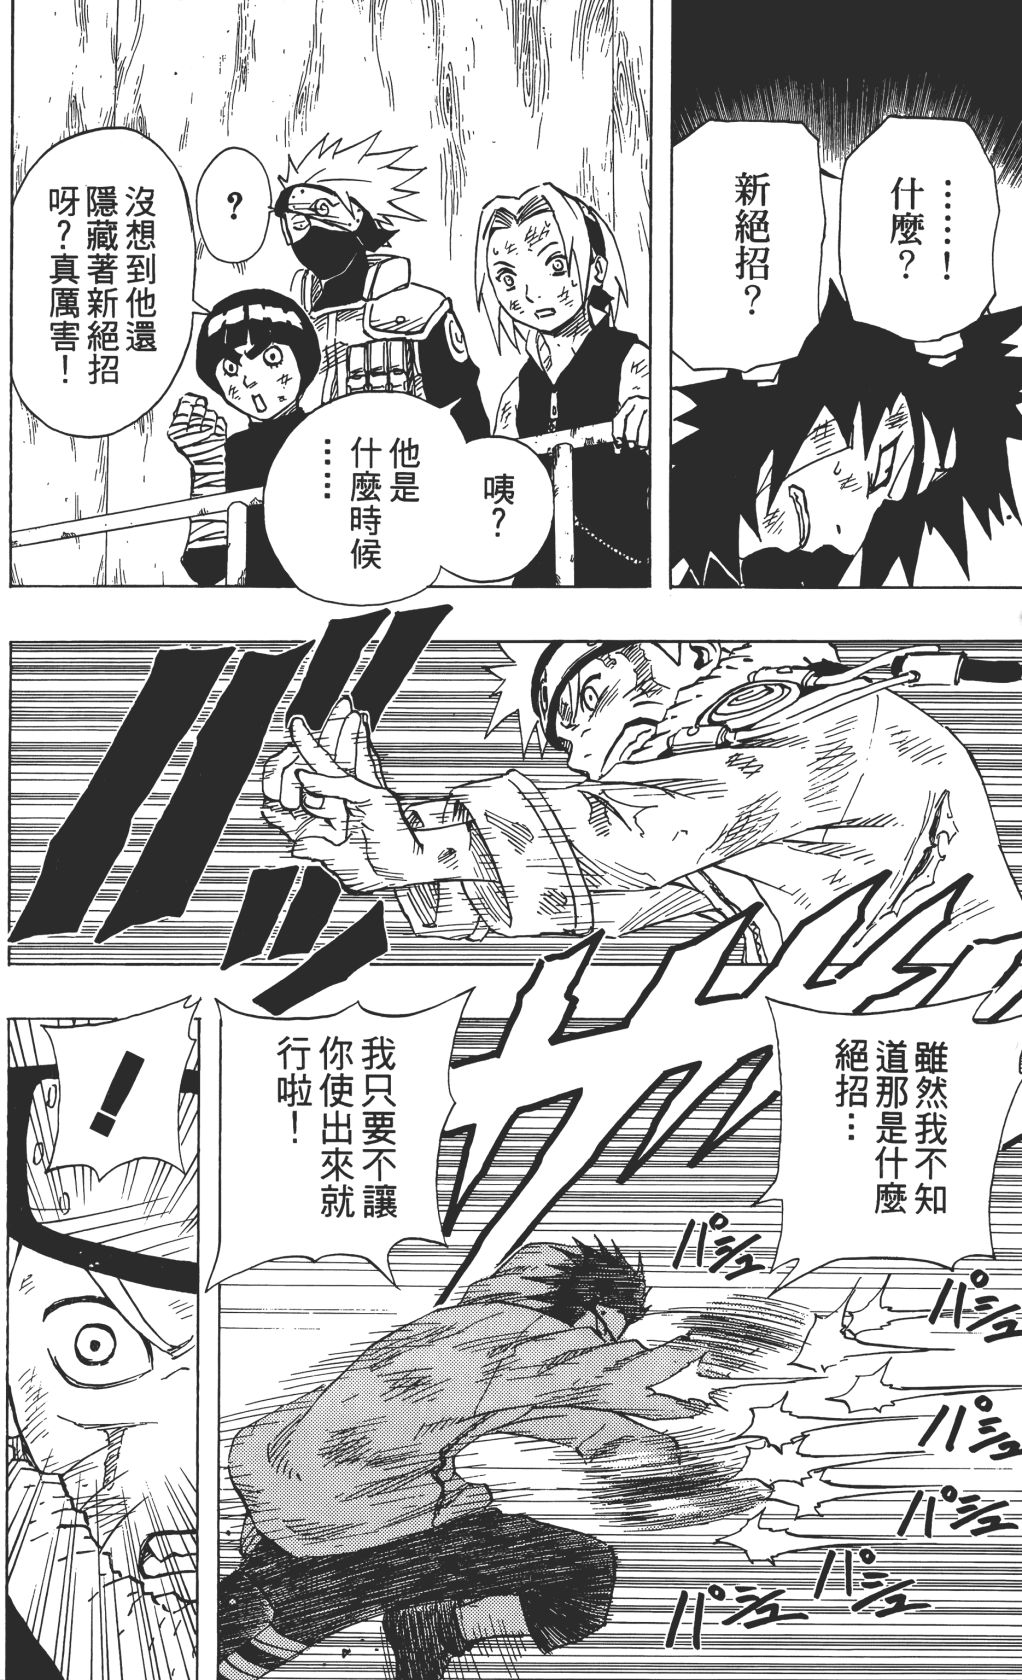 ……！
什麼？
新絕招？
咦？
他是
什麼時候
……
？
沒想到他還
隱藏著新絕招
呀？真厲害！
雖然我不知
道那是什麼
絕招…
我只要不讓
你使出來就
行啦！
！
ザザッ
パシュ
パシュ
パシュ
パシュ
パシュ
パシュ